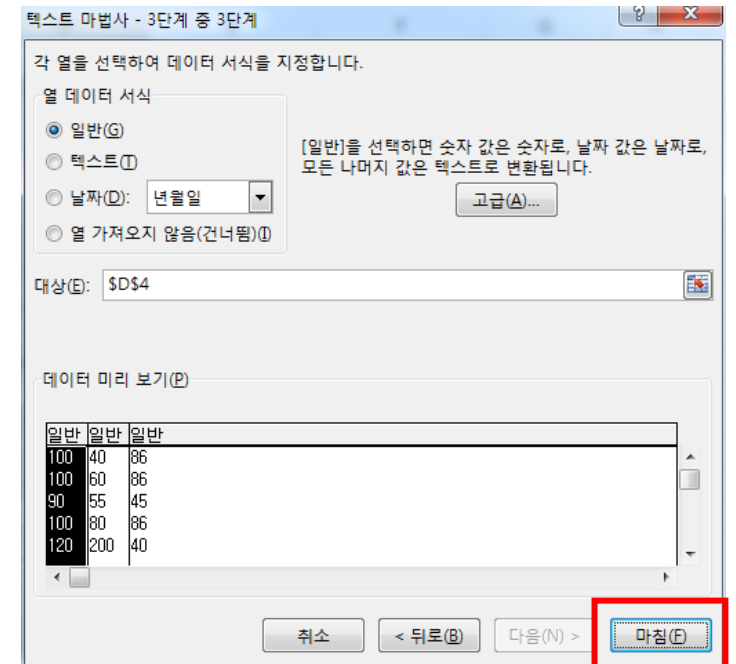 텍스트 마법사 - 3단계 중 3단계
각 열을 선택하여 데이터 서식을 지정합니다.
열 데이터 서식
일반(G)
텍스트(T)
날짜(D): 년월일
열 가져오지 않음(건너뜀)(I)
[일반]을 선택하면 숫자 값은 숫자로, 날짜 값은 날짜로,
모든 나머지 값은 텍스트로 변환됩니다.
고급(A)...
대상(E): $D$4
데이터 미리 보기(P)
일반 일반 일반
100 40 86
100 60 86
90 55 45
100 80 86
120 200 40
취소 < 뒤로(B) 다음(N) > 마침(F)